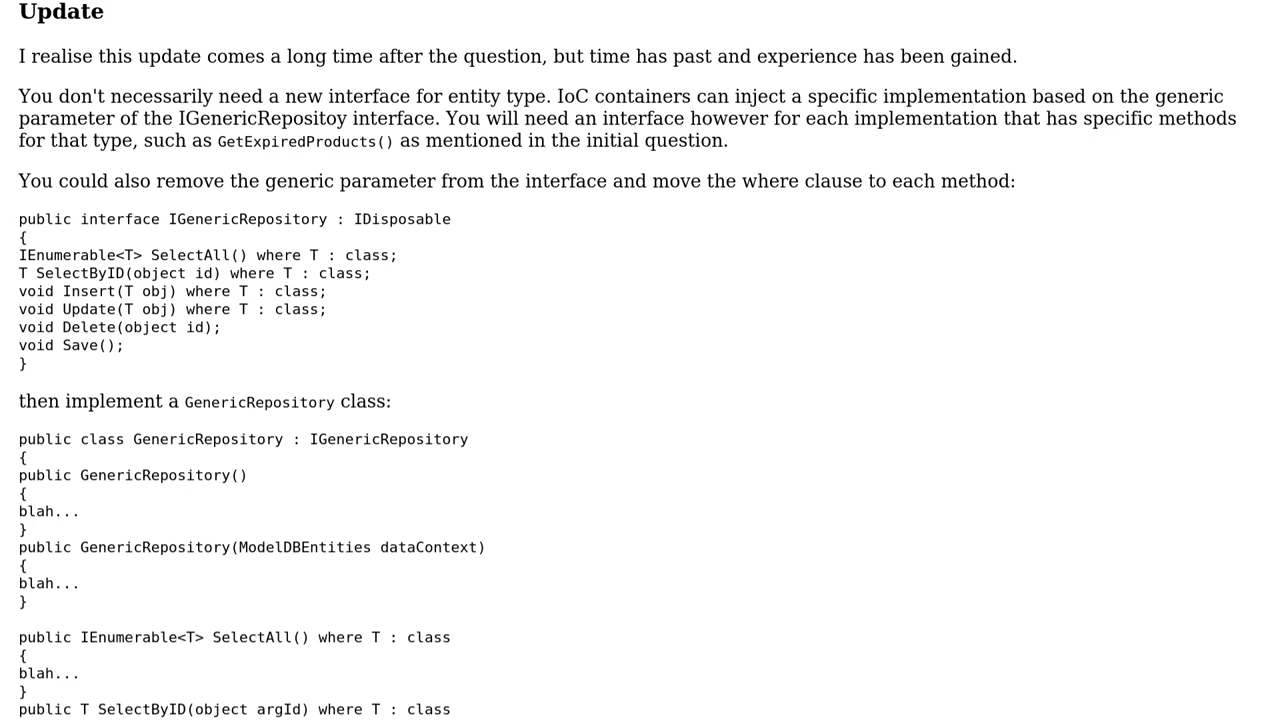 Update
I realise this update comes a long time after the question, but time has past and experience has been gained.
You don't necessarily need a new interface for entity type. IoC containers can inject a specific implementation based on the generic
parameter of the IGenericRepositoy interface. You will need an interface however for each implementation that has specific methods
for that type, such as GetExpiredProducts() as mentioned in the initial question.
You could also remove the generic parameter from the interface and move the where clause to each method:
public interface IGenericRepository : IDisposable
{
IEnumerable<T> SelectAll() where T : class;
T SelectByID(object id) where T : class;
void Insert(T obj) where T : class;
void Update(T obj) where T : class;
void Delete(object id);
void Save();
}
then implement a GenericRepository class:
public class GenericRepository : IGenericRepository
{
public GenericRepository()
{
blah...
}
public GenericRepository(ModelDBEntities dataContext)
{
blah...
}
public IEnumerable<T> SelectAll() where T : class
{
blah...
}
public T SelectByID(object argId) where T : class